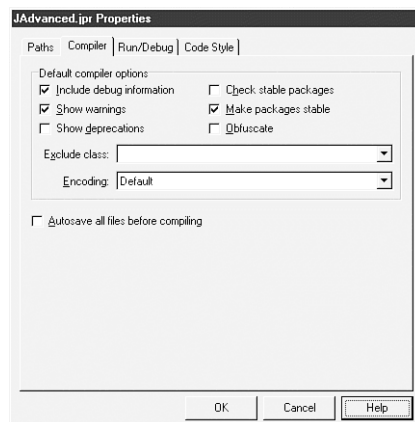 JAdvanced.jpr Properties
Paths Compiler Run/Debug Code Style
Default compiler options
Include debug information Check stable packages
Show warnings Make packages stable
Show deprecations Obfuscate
Exclude class:
Encoding: Default
Autosave all files before compiling
OK Cancel Help